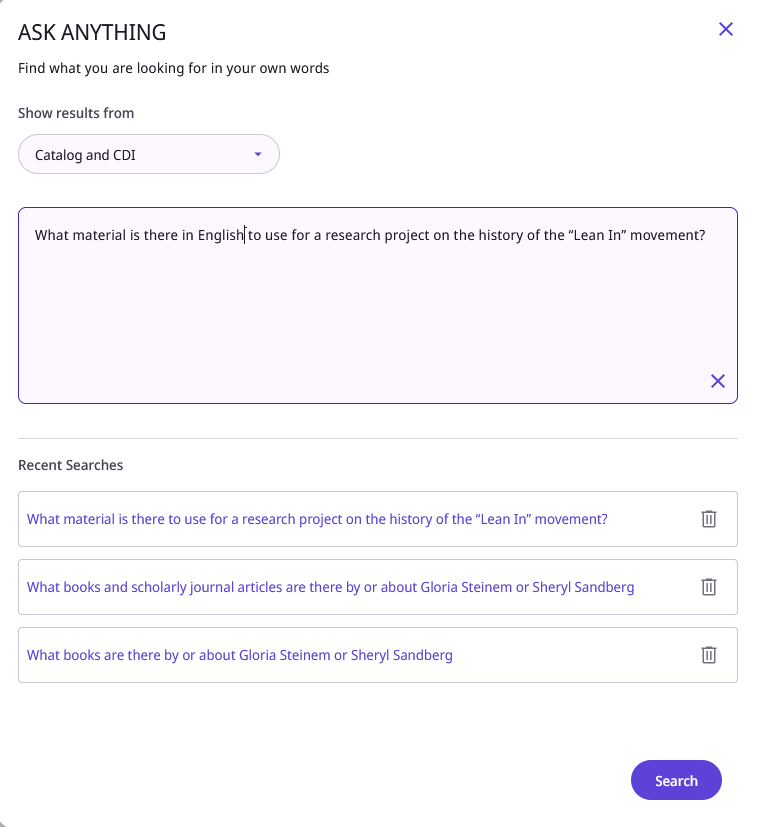 ASK ANYTHING
Find what you are looking for in your own words
Show results from
Catalog and CDI
What material is there in English to use for a research project on the history of the “Lean In” movement?
Recent Searches
What material is there to use for a research project on the history of the “Lean In” movement?
What books and scholarly journal articles are there by or about Gloria Steinem or Sheryl Sandberg
What books are there by or about Gloria Steinem or Sheryl Sandberg
Search